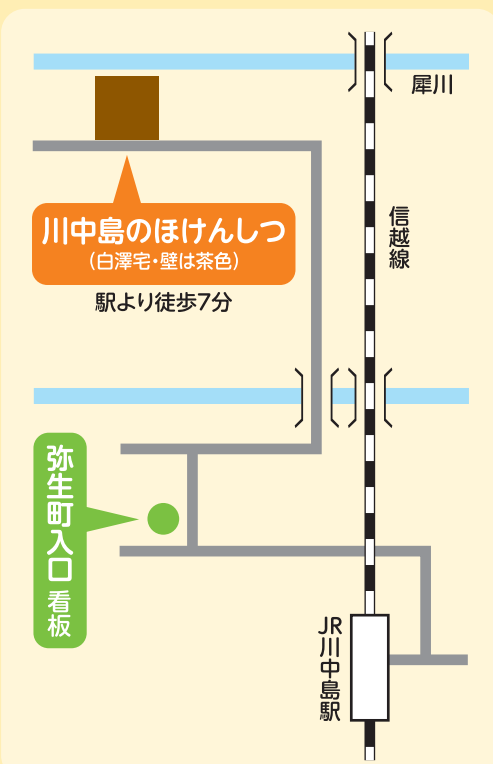 犀川
信越線
川中島のほけんしつ
（白澤宅・壁は茶色）
駅より徒歩7分
弥生町入口 看板
JR川中島駅